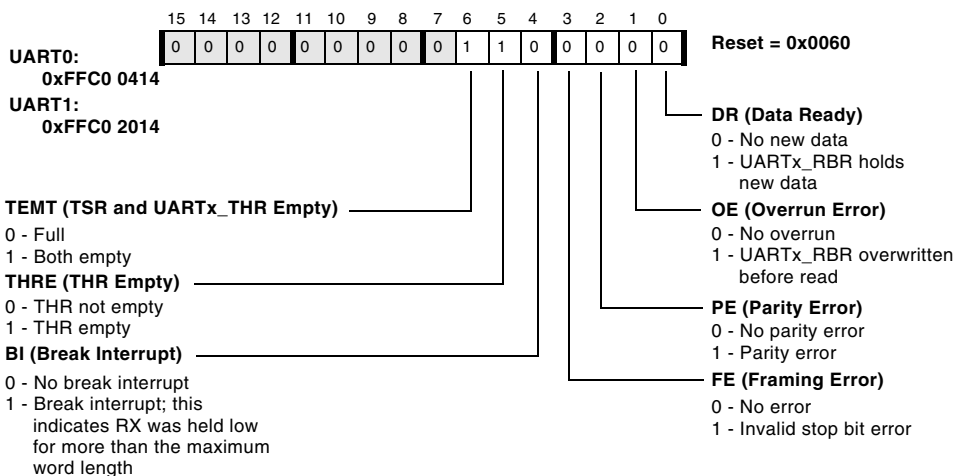 15 14 13 12 11 10 9 8 7 6 5 4 3 2 1 0
0 0 0 0 0 0 0 0 0 1 1 0 0 0 0 0
Reset = 0x0060
UART0:
0xFFC0 0414
UART1:
0xFFC0 2014
DR (Data Ready)
0 - No new data
1 - UARTx_RBR holds
new data
TEMT (TSR and UARTx_THR Empty)
0 - Full
1 - Both empty
OE (Overrun Error)
0 - No overrun
1 - UARTx_RBR overwritten
before read
THRE (THR Empty)
0 - THR not empty
1 - THR empty
PE (Parity Error)
0 - No parity error
1 - Parity error
BI (Break Interrupt)
0 - No break interrupt
1 - Break interrupt; this
indicates RX was held low
for more than the maximum
word length
FE (Framing Error)
0 - No error
1 - Invalid stop bit error